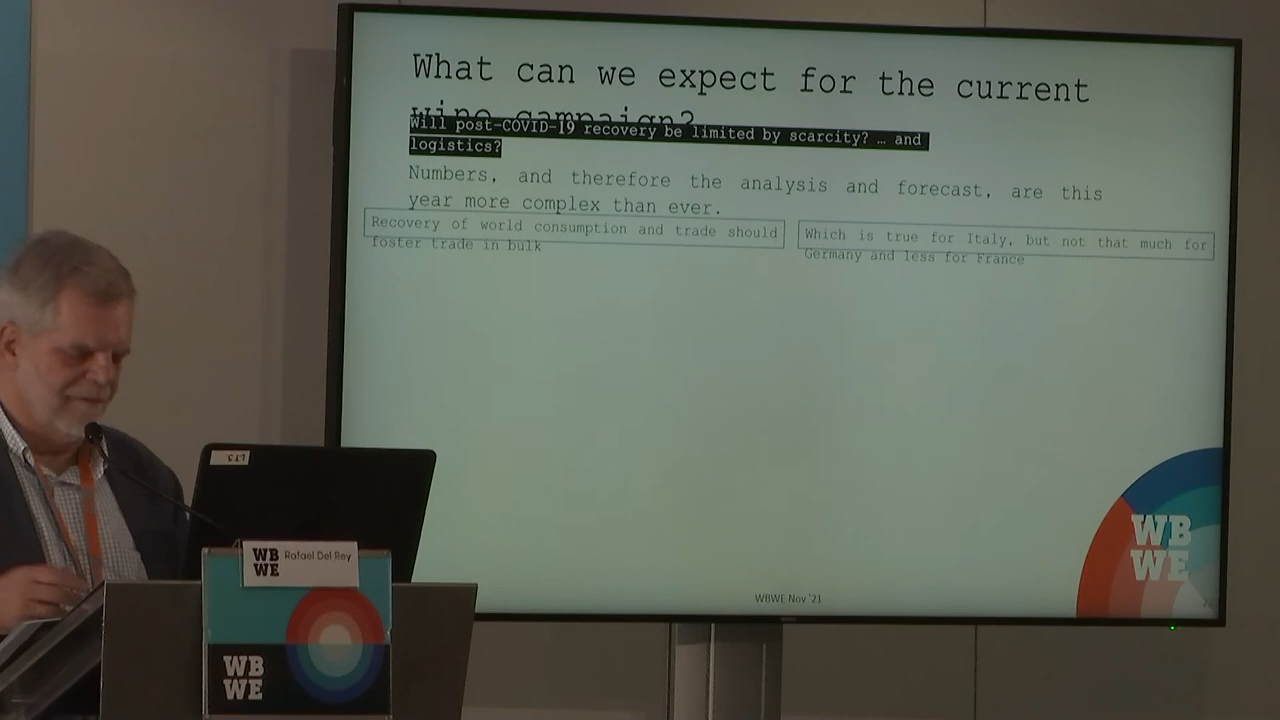 What can we expect for the current
wine campaign?
Will post-COVID-19 recovery be limited by scarcity? … and
logistics?
Numbers, and therefore the analysis and forecast, are this
year more complex than ever.
Recovery of world consumption and trade should
foster trade in bulk
Which is true for Italy, but not that much for
Germany and less for France
WB
WE
WBWE Nov '21
LT5
WB
WE
Rafael Del Rey
WB
WE